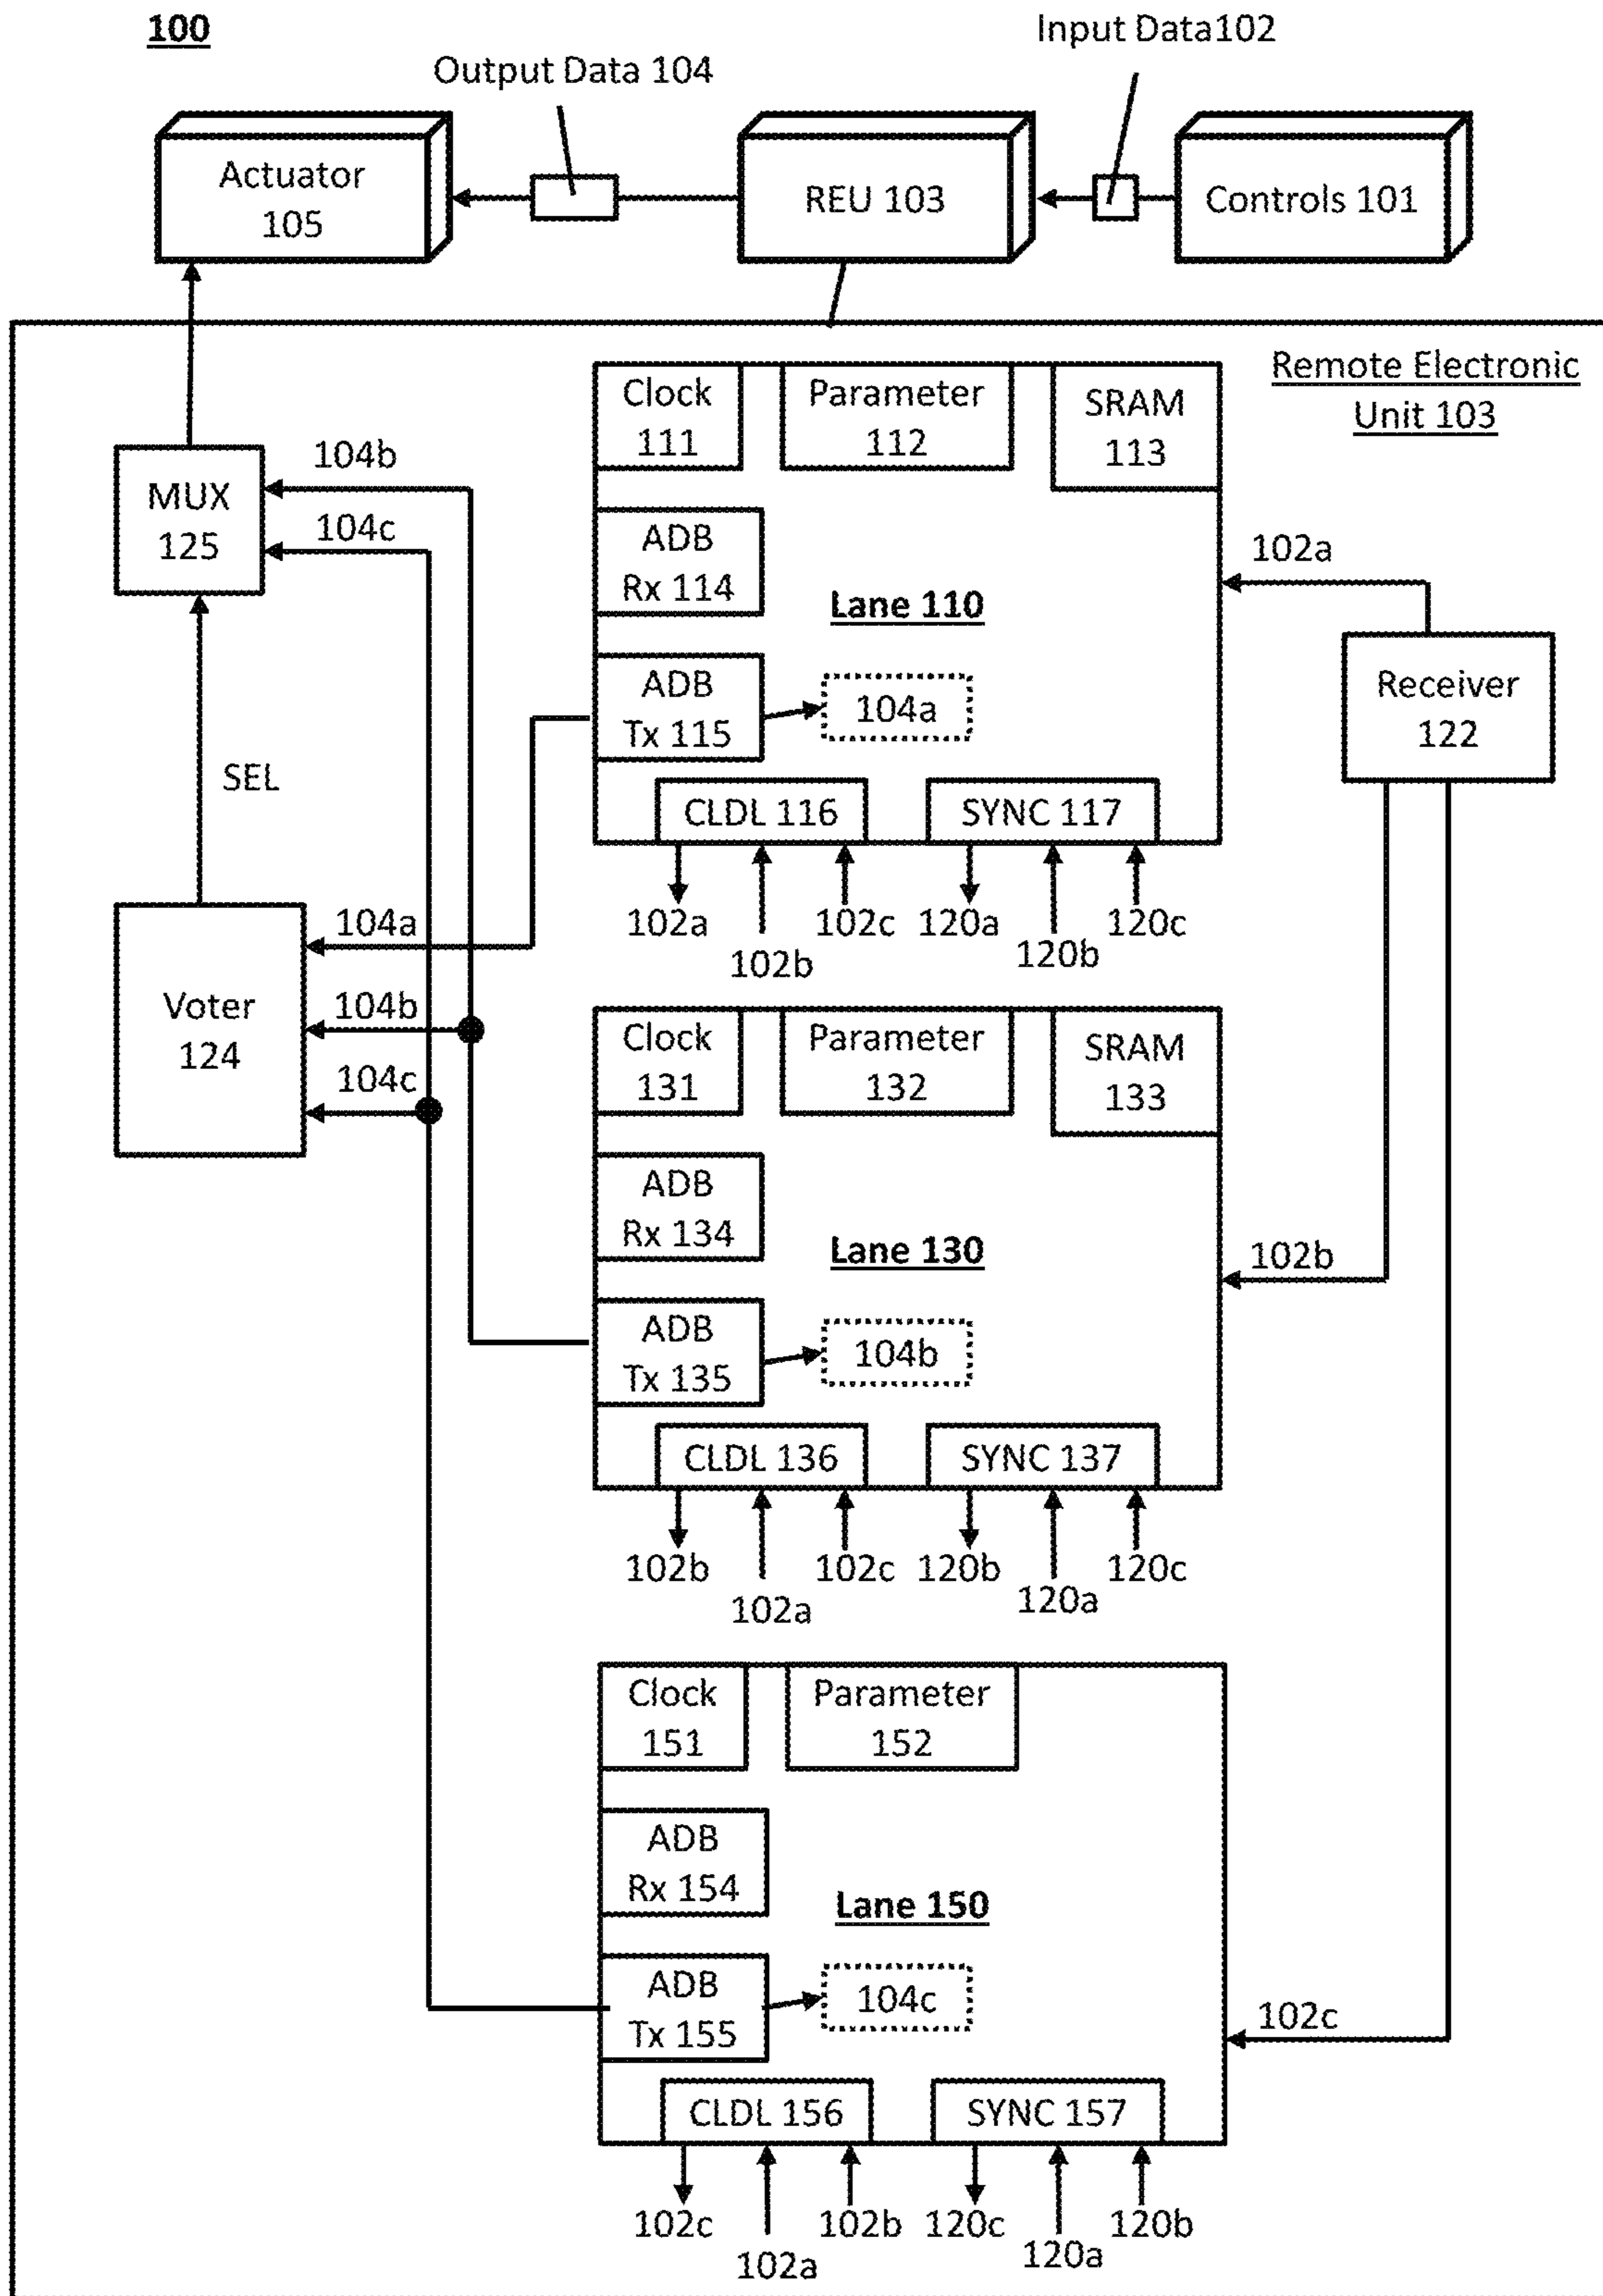 100
Input Data102
Output Data 104
Actuator
105
REU 103
Controls 101
Remote Electronic
Unit 103
Clock
111
Parameter
112
SRAM
113
104b
MUX
125
104c
ADB
Rx 114
102a
Lane 110
Receiver
122
ADB
Tx 115
104a
SEL
CLDL 116
SYNC 117
102a
102b
102c
120a
120b
120c
104a
Voter
124
104b
104c
Clock
131
Parameter
132
SRAM
133
ADB
Rx 134
Lane 130
102b
ADB
Tx 135
104b
CLDL 136
SYNC 137
102b
102a
102c
120b
120a
120c
Clock
151
Parameter
152
ADB
Rx 154
Lane 150
ADB
Tx 155
104c
102c
CLDL 156
SYNC 157
102c
102a
102b
120c
120a
120b